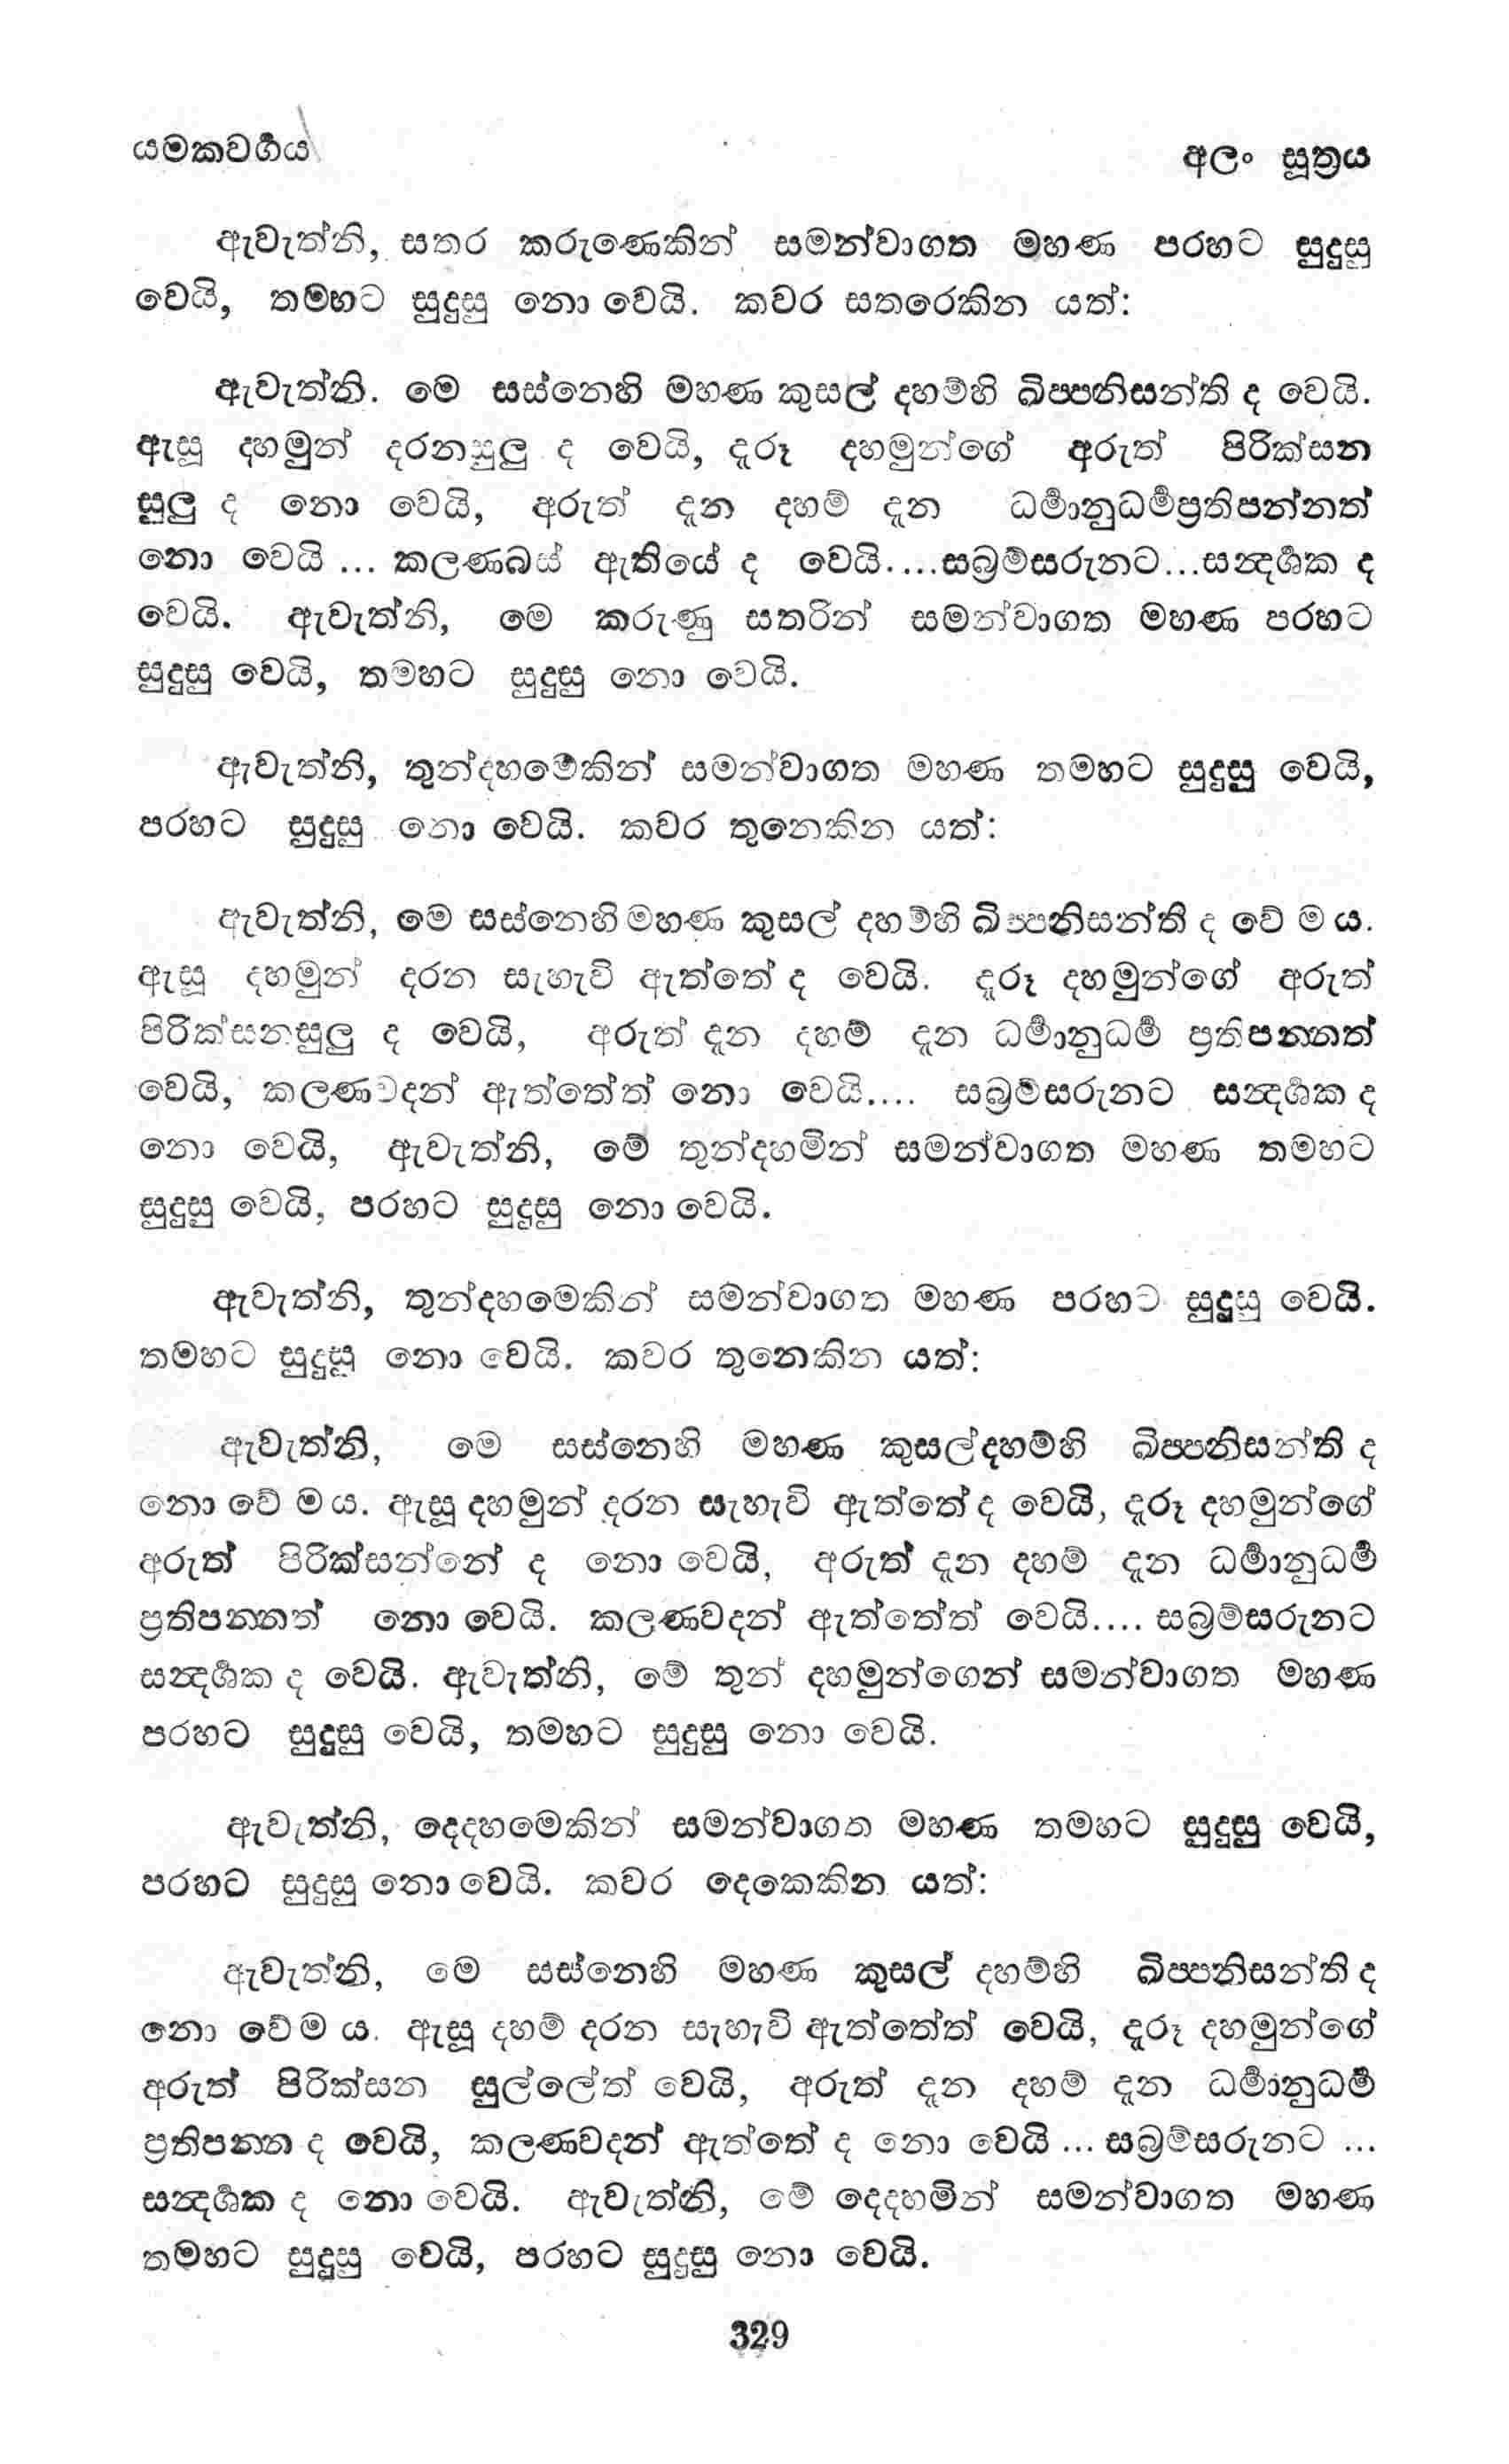 යමකවර්‍ගය
අලං සූත්‍රය
ඇවැත්නි, සතර කරුණෙකින් සමන්වාගත මහණ පරහට සුදුසු
වෙයි, තමහට සුදුසු නො වෙයි. කවර සතරෙකින යත්:
ඇවැත්නි. මෙ සස්නෙහි මහණ කුසල් දහම්හි ඛිප්පනිසන්ති ද වෙයි.
ඇසූ දහමුන් දරනසුලු ද වෙයි, දැරූ දහමුන්ගේ අරුත් පිරික්සන
සුලු ද නො වෙයි, අරුත් දැන දහම් දැන ධර්‍මානුධර්‍මප්‍රතිපන්නත්
නො වෙයි ... කලණබස් ඇතියේ ද වෙයි....සබ්‍රම්සරුනට...සන්‍දර්‍ශක ද
වෙයි. ඇවැත්නි, මෙ කරුණු සතරින් සමන්වාගත මහණ පරහට
සුදුසු වෙයි, තමහට සුදුසු නො වෙයි.
ඇවැත්නි, තුන්දහමෙකින් සමන්වාගත මහණ තමහට සුදුසු වෙයි,
පරහට සුදුසු නො වෙයි. කවර තුනෙකින යත්:
ඇවැත්නි, මෙ සස්නෙහි මහණ කුසල් දහම්හි ඛිප්පනිසන්ති ද වේ ම ය.
ඇසූ දහමුන් දරන සැහැවි ඇත්තේ ද වෙයි. දැරූ දහමුන්ගේ අරුත්
පිරික්සනසුලු ද වෙයි, අරුත් දැන දහම් දැන ධර්‍මානුධර්‍ම ප්‍රතිපන්නත්
වෙයි, කලණවදන් ඇත්තේත් නො වෙයි.... සබ්‍රම්සරුනට සන්‍දර්‍ශක ද
නො වෙයි, ඇවැත්නි, මේ තුන්දහමින් සමන්වාගත මහණ තමහට
සුදුසු වෙයි, පරහට සුදුසු නො වෙයි.
ඇවැත්නි, තුන්දහමෙකින් සමන්වාගත මහණ පරහට සුදුසු වෙයි.
තමහට සුදුසු නො වෙයි. කවර තුනෙකින යත්:
ඇවැත්නි, මෙ සස්නෙහි මහණ කුසල්දහම්හි ඛිප්පනිසන්ති ද
නො වේ ම ය. ඇසූ දහමුන් දරන සැහැවි ඇත්තේ ද වෙයි, දැරූ දහමුන්ගේ
අරුත් පිරික්සන්නේ ද නො වෙයි, අරුත් දැන දහම් දැන ධර්‍මානුධර්‍ම
ප්‍රතිපන්නත් නො වෙයි. කලණවදන් ඇත්තේත් වෙයි.... සබ්‍රම්සරුනට
සන්‍දර්‍ශක ද වෙයි. ඇවැත්නි, මේ තුන් දහමුන්ගෙන් සමන්වාගත මහණ
පරහට සුදුසු වෙයි, තමහට සුදුසු නො වෙයි.
ඇවැත්නි, දෙදහමෙකින් සමන්වාගත මහණ තමහට සුදුසු වෙයි,
පරහට සුදුසු නො වෙයි. කවර දෙකෙකින යත්:
ඇවැත්නි, මෙ සස්නෙහි මහණ කුසල් දහම්හි ඛිප්පනිසන්ති ද
නො වේ ම ය. ඇසූ දහම් දරන සැහැවි ඇත්තේත් වෙයි, දැරූ දහමුන්ගේ
අරුත් පිරික්සන සුල්ලේත් වෙයි, අරුත් දැන දහම් දැන ධර්‍මානුධර්‍ම
ප්‍රතිපන්න ද වෙයි, කලණවදන් ඇත්තේ ද නො වෙයි ... සබ්‍රම්සරුනට ...
සන්‍දර්‍ශක ද නො වෙයි. ඇවැත්නි, මේ දෙදහමින් සමන්වාගත මහණ
තමහට සුදුසු වෙයි, පරහට සුදුසු නො වෙයි.
329